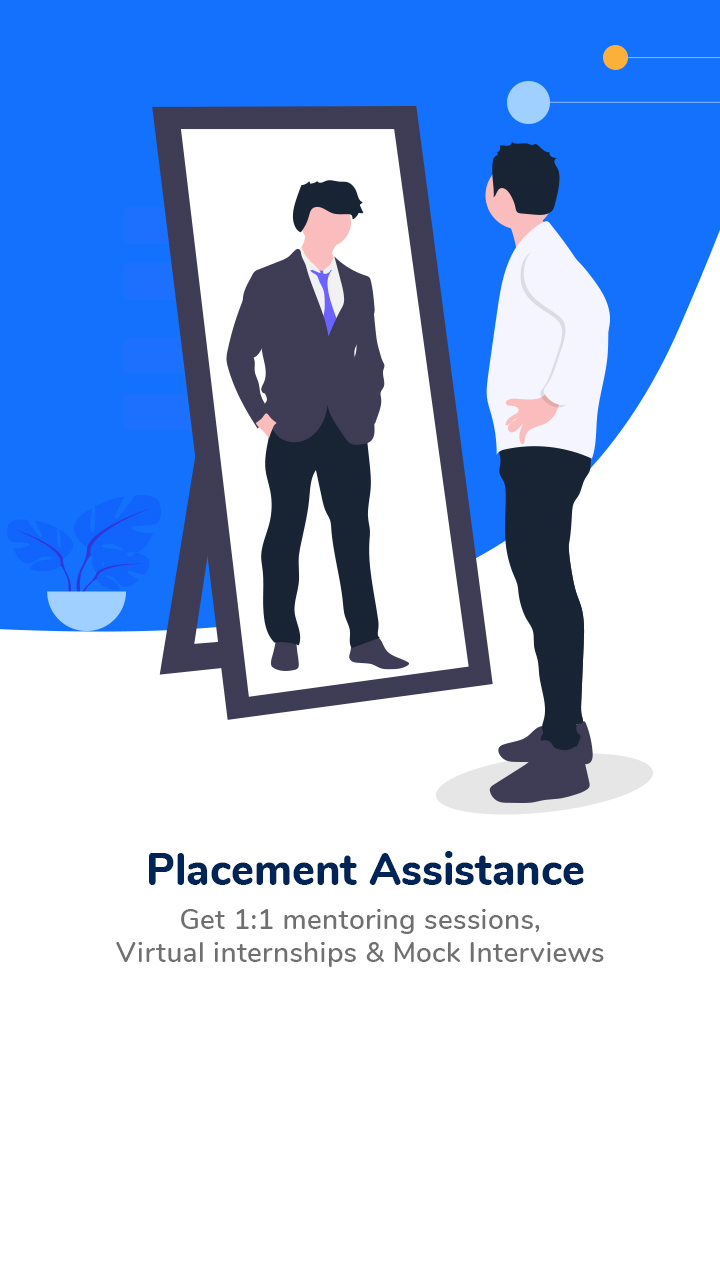 Placement Assistance
Get 1:1 mentoring sessions,
Virtual internships & Mock Interviews